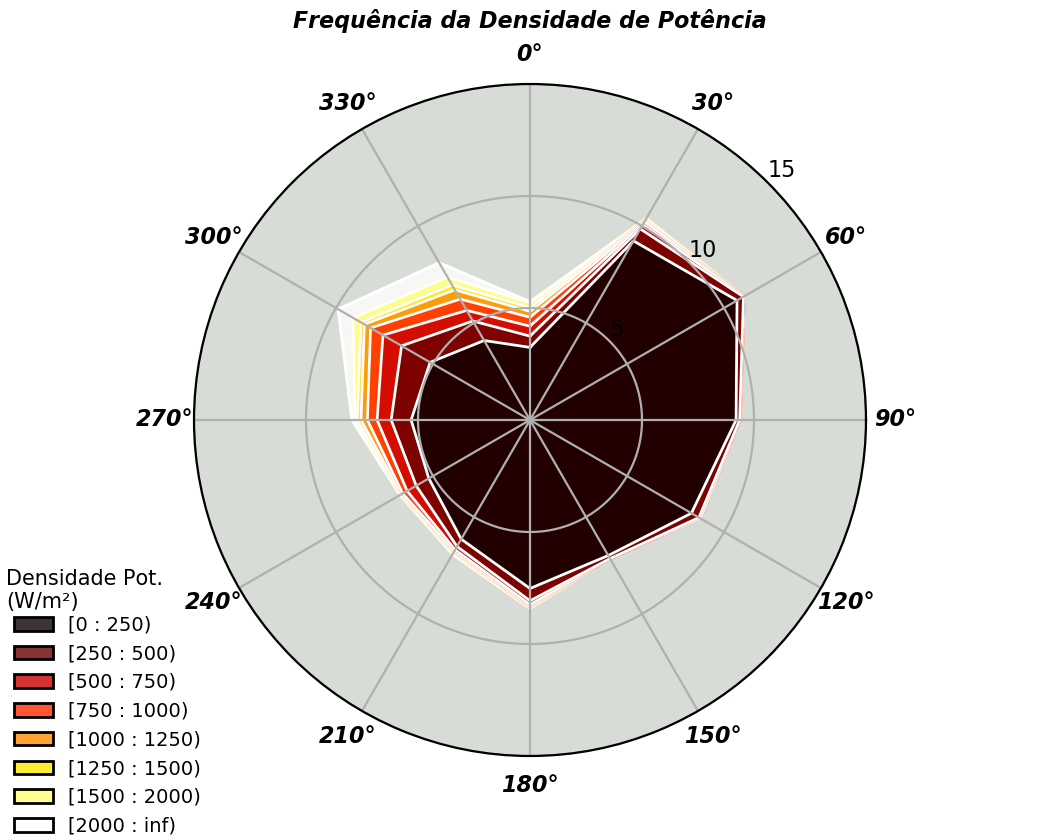 Frequência da Densidade de Potência
0°
330°
30°
15
300°
60°
10
5
270°
90°
240°
120°
210°
150°
180°
Densidade Pot.
(W/m²)
[0 : 250)
[250 : 500)
[500 : 750)
[750 : 1000)
[1000 : 1250)
[1250 : 1500)
[1500 : 2000)
[2000 : inf)